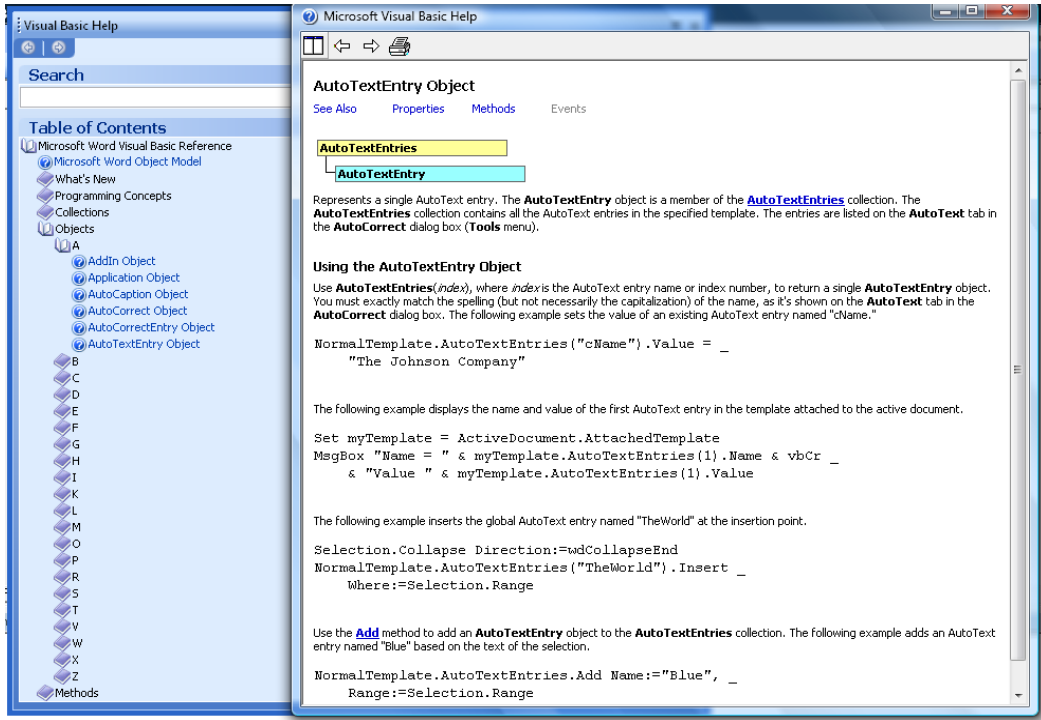 Visual Basic Help
Search
Table of Contents
Microsoft Word Visual Basic Reference
Microsoft Word Object Model
What's New
Programming Concepts
Collections
Objects
A
AddIn Object
Application Object
AutoCaption Object
AutoCorrect Object
AutoCorrectEntry Object
AutoTextEntry Object
B
C
D
E
F
G
H
I
K
L
M
O
P
R
S
T
V
W
X
Z
Methods
Microsoft Visual Basic Help
AutoTextEntry Object
See Also Properties Methods Events
AutoTextEntries
AutoTextEntry
Represents a single AutoText entry. The AutoTextEntry object is a member of the AutoTextEntries collection. The
AutoTextEntries collection contains all the AutoText entries in the specified template. The entries are listed on the AutoText tab in
the AutoCorrect dialog box (Tools menu).
Using the AutoTextEntry Object
Use AutoTextEntries(index), where index is the AutoText entry name or index number, to return a single AutoTextEntry object.
You must exactly match the spelling (but not necessarily the capitalization) of the name, as it's shown on the AutoText tab in the
AutoCorrect dialog box. The following example sets the value of an existing AutoText entry named "cName."
NormalTemplate.AutoTextEntries("cName").Value = _
"The Johnson Company"
The following example displays the name and value of the first AutoText entry in the template attached to the active document.
Set myTemplate = ActiveDocument.AttachedTemplate
MsgBox "Name = " & myTemplate.AutoTextEntries(1).Name & vbCr _
& "Value " & myTemplate.AutoTextEntries(1).Value
The following example inserts the global AutoText entry named "TheWorld" at the insertion point.
Selection.Collapse Direction:=wdCollapseEnd
NormalTemplate.AutoTextEntries("TheWorld").Insert _
Where:=Selection.Range
Use the Add method to add an AutoTextEntry object to the AutoTextEntries collection. The following example adds an AutoText
entry named "Blue" based on the text of the selection.
NormalTemplate.AutoTextEntries.Add Name:="Blue", _
Range:=Selection.Range